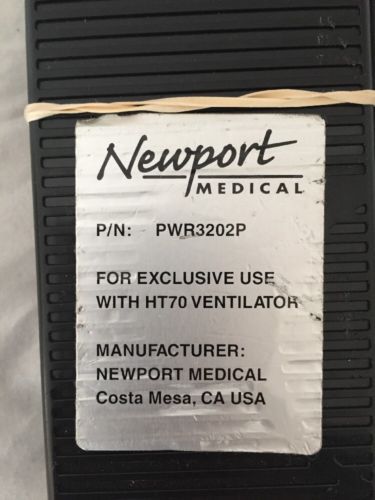 Newport
MEDICAL
P/N: PWR3202P
FOR EXCLUSIVE USE
WITH HT70 VENTILATOR
MANUFACTURER:
NEWPORT MEDICAL
Costa Mesa, CA USA